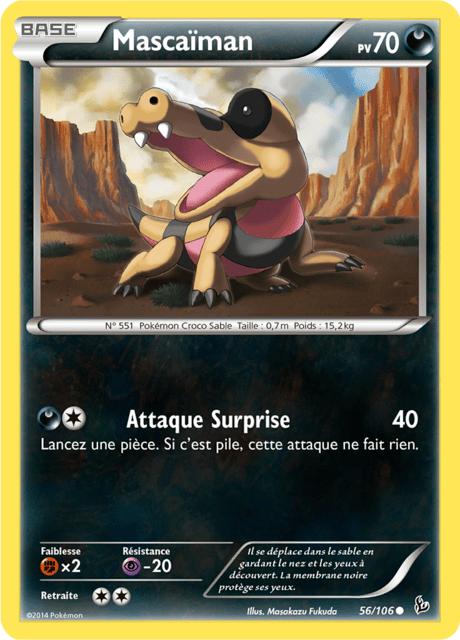 BASE
Mascaïman
PV 70
N° 551 Pokémon Croco Sable Taille : 0,7m Poids : 15,2kg
Attaque Surprise 40
Lancez une pièce. Si c'est pile, cette attaque ne fait rien.
Faiblesse Résistance
×2 -20
Retraite
Il se déplace dans le sable en
gardant le nez et les yeux à
découvert. La membrane noire
protège ses yeux.
©2014 Pokémon
Illus. Masakazu Fukuda
56/106